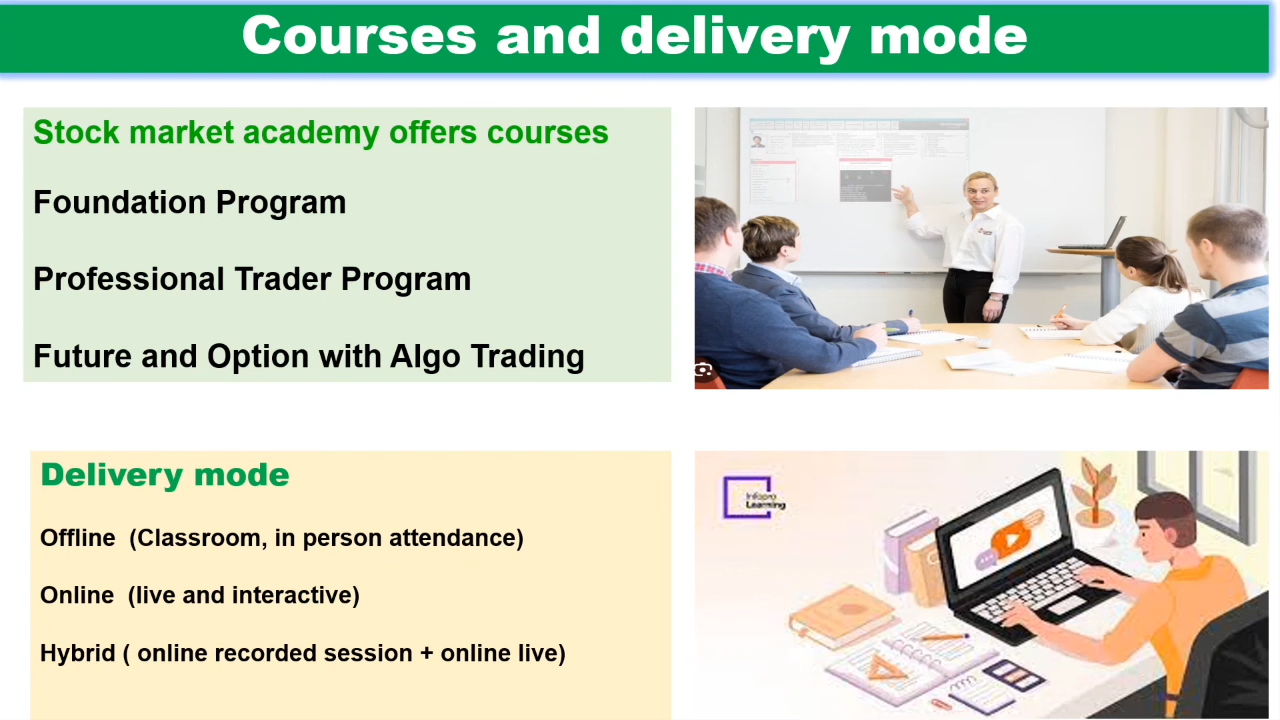 Courses and delivery mode
Stock market academy offers courses
Foundation Program
Professional Trader Program
Future and Option with Algo Trading
Delivery mode
Offline  (Classroom, in person attendance)
Online  (live and interactive)
Hybrid ( online recorded session + online live)
Infopro
Learning